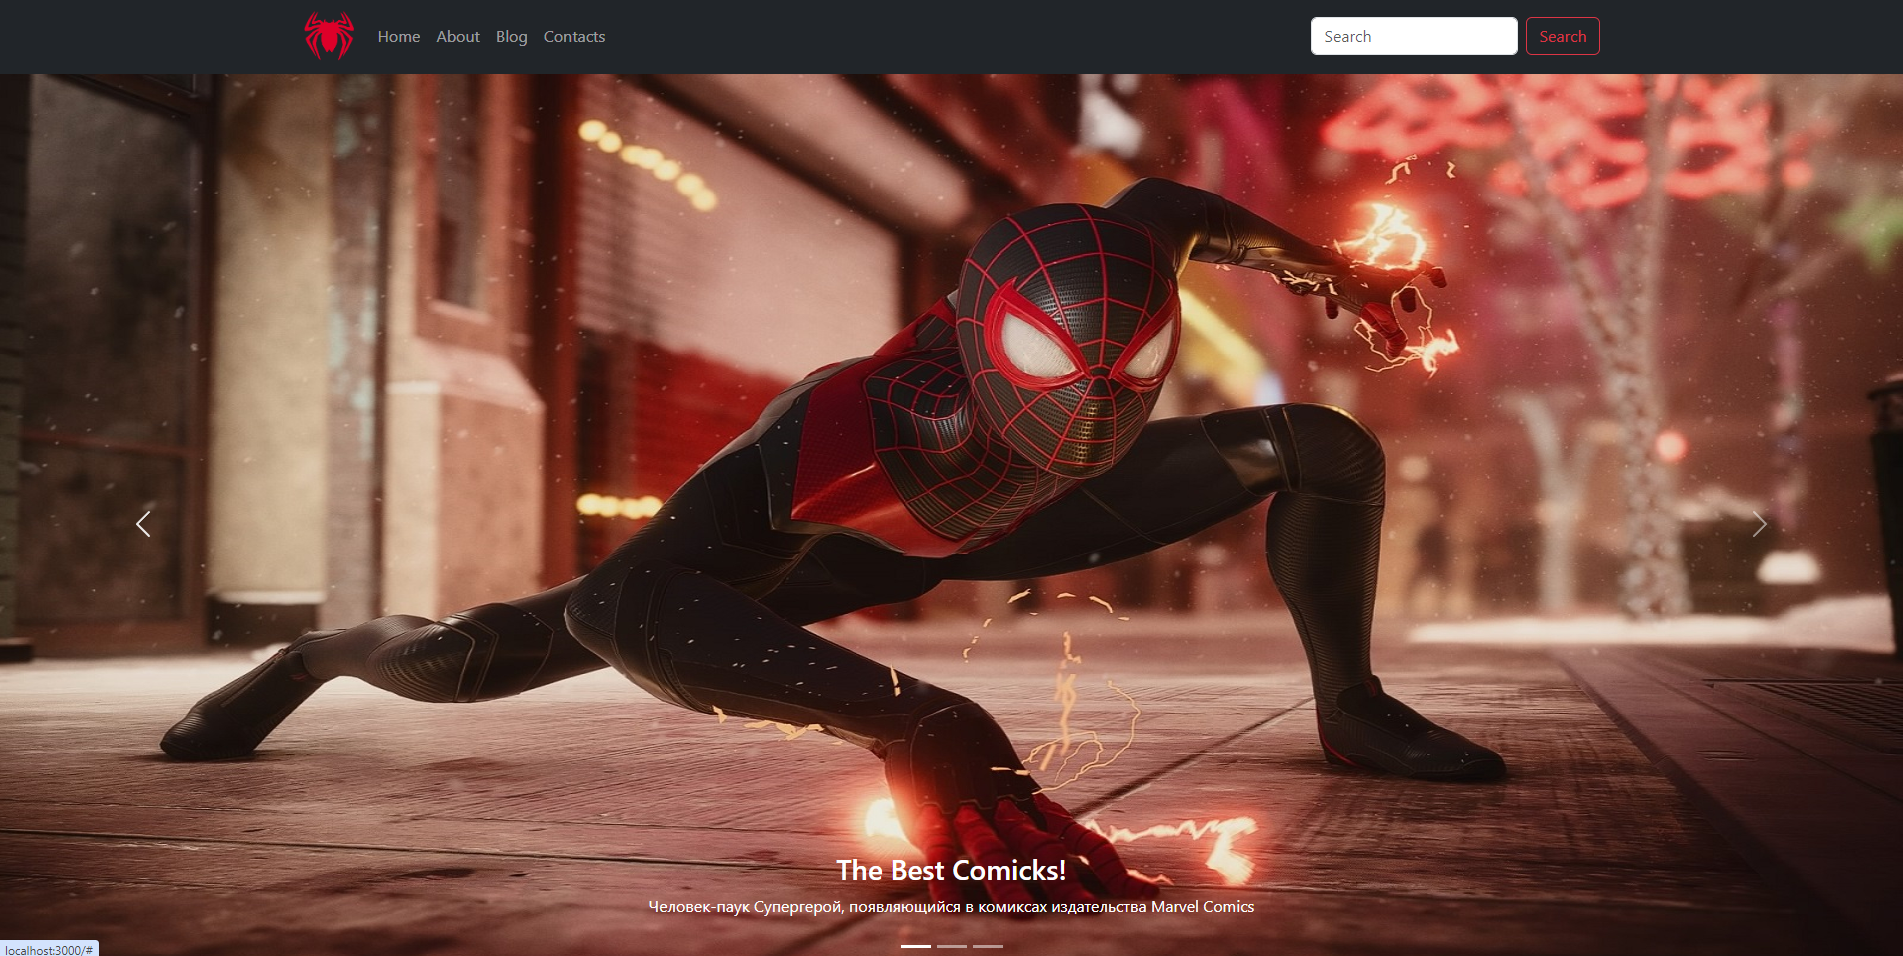 Home About Blog Contacts Search Search
The Best Comicks!
Человек-паук Супергерой, появляющийся в комиксах издательства Marvel Comics
localhost:3000/#